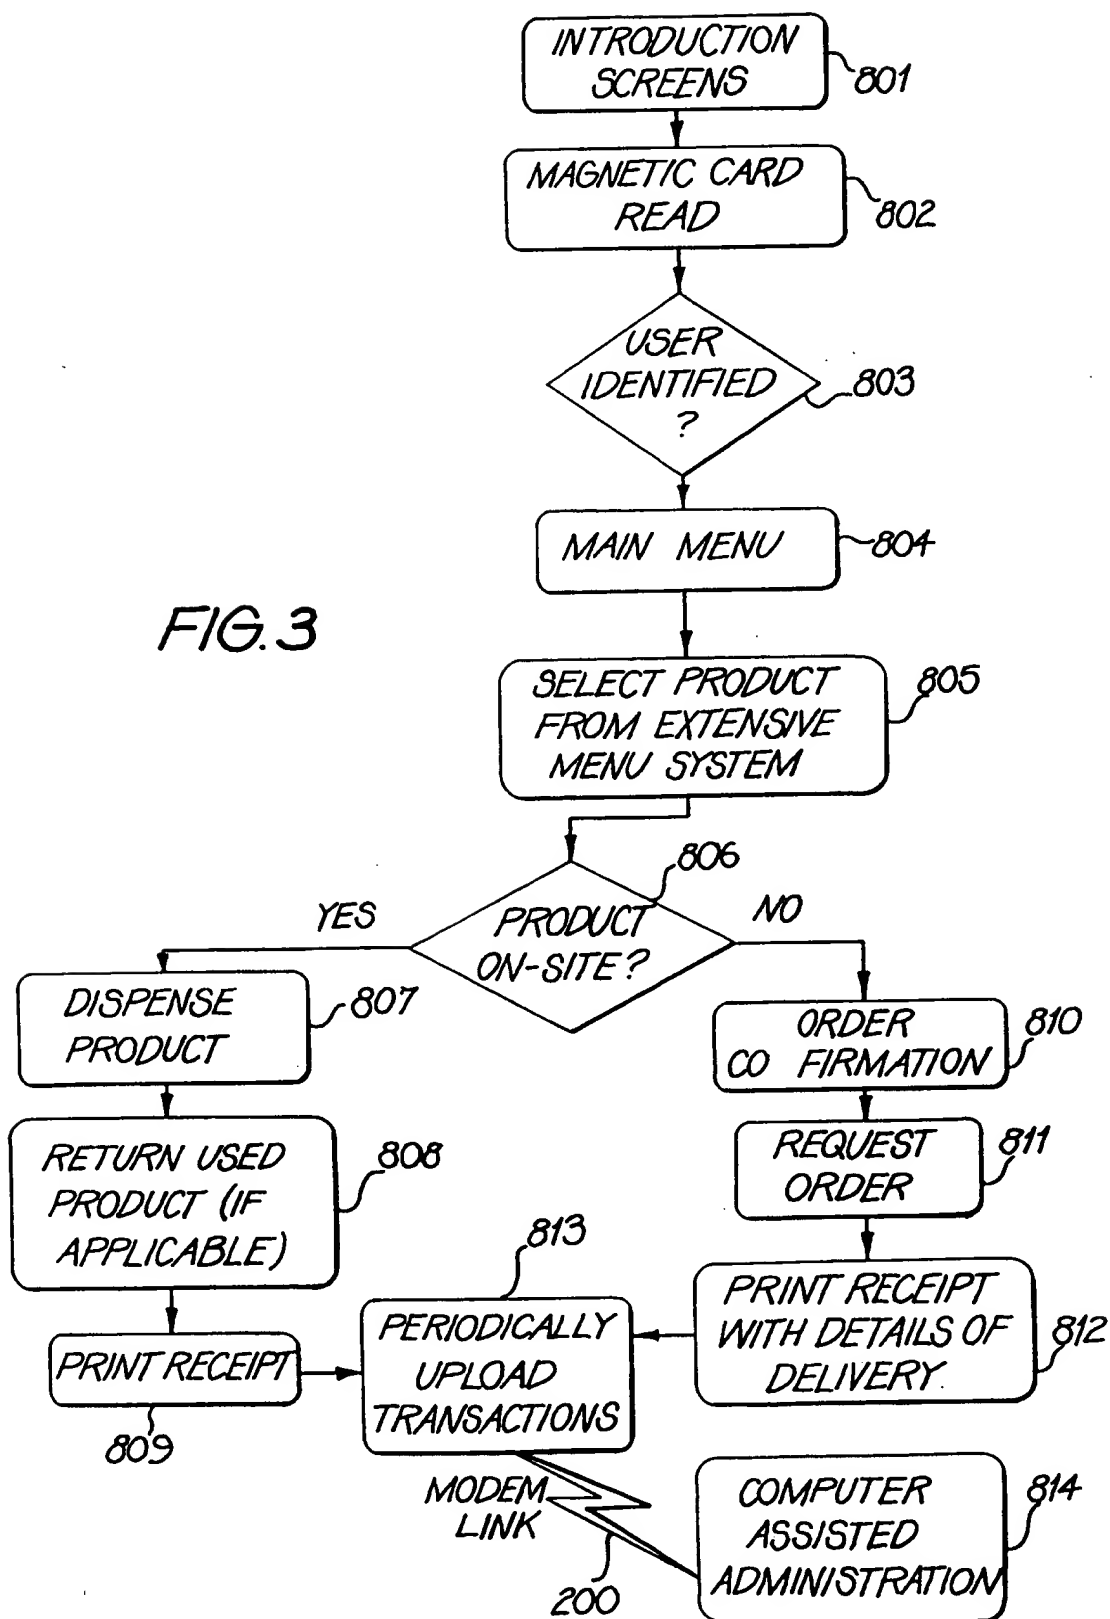 INTRODUCTION
SCREENS
801
MAGNETIC CARD
READ
802
USER
IDENTIFIED
?
803
MAIN MENU
804
FIG. 3
SELECT PRODUCT
FROM EXTENSIVE
MENU SYSTEM
805
806
YES
PRODUCT
ON-SITE?
NO
DISPENSE
PRODUCT
807
ORDER
CO FIRMATION
810
RETURN USED
PRODUCT (IF
APPLICABLE)
808
REQUEST
ORDER
811
813
PERIODICALLY
UPLOAD
TRANSACTIONS
PRINT RECEIPT
WITH DETAILS OF
DELIVERY
812
PRINT RECEIPT
809
MODEM
LINK
200
COMPUTER
ASSISTED
ADMINISTRATION
814